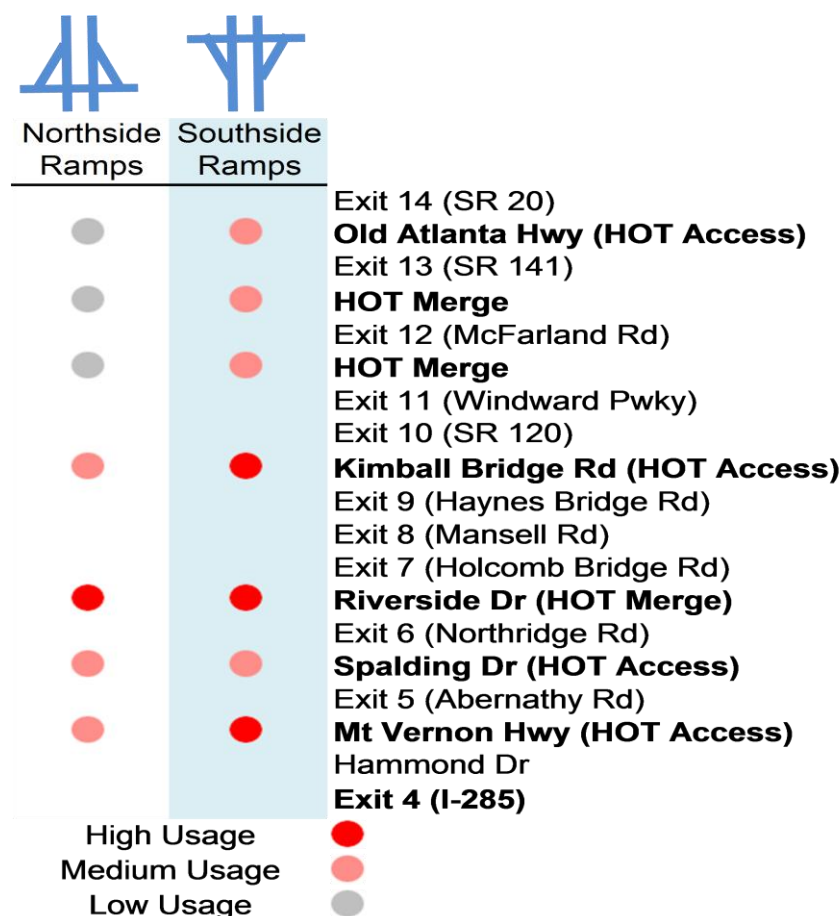 Northside Southside
Ramps Ramps
Exit 14 (SR 20)
Old Atlanta Hwy (HOT Access)
Exit 13 (SR 141)
HOT Merge
Exit 12 (McFarland Rd)
HOT Merge
Exit 11 (Windward Pwky)
Exit 10 (SR 120)
Kimball Bridge Rd (HOT Access)
Exit 9 (Haynes Bridge Rd)
Exit 8 (Mansell Rd)
Exit 7 (Holcomb Bridge Rd)
Riverside Dr (HOT Merge)
Exit 6 (Northridge Rd)
Spalding Dr (HOT Access)
Exit 5 (Abernathy Rd)
Mt Vernon Hwy (HOT Access)
Hammond Dr
Exit 4 (I-285)
High Usage
Medium Usage
Low Usage